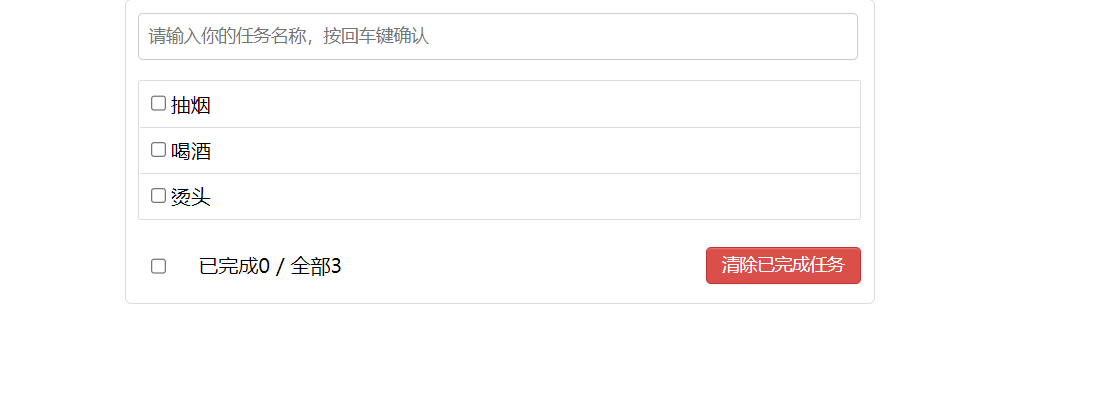 请输入你的任务名称，按回车键确认
抽烟
喝酒
烫头
已完成0 / 全部3
清除已完成任务